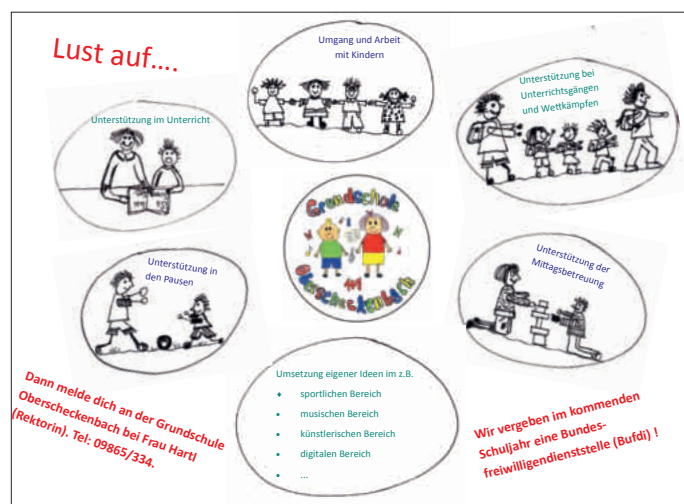 Lust auf....
Umgang und Arbeit
mit Kindern
Unterstützung bei
Unterrichtsgängen
und Wettkämpfen
Unterstützung im Unterricht
Grundschule
Oberscheckenbach
Unterstützung in
den Pausen
Unterstützung der
Mittagsbetreuung
Umsetzung eigener Ideen im z.B.
♦ sportlichen Bereich
• musischen Bereich
• künstlerischen Bereich
• digitalen Bereich
• ...
Dann melde dich an der Grundschule
Oberscheckenbach bei Frau Hartl
(Rektorin). Tel: 09865/334.
Wir vergeben im kommenden
Schuljahr eine Bundes-
freiwilligendienststelle (Bufdi) !